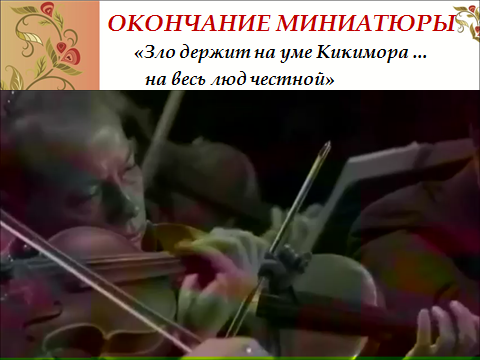 ОКОНЧАНИЕ МИНИАТЮРЫ
«Зло держит на уме Кикимора ...
на весь люд честной»